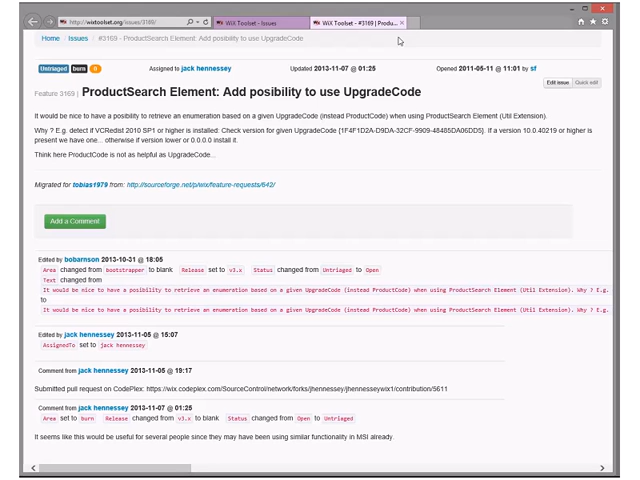 http://wixtoolset.org/issues/3169/
WiX Toolset - Issues
WiX Toolset - #3169 | Produ...
Home Issues #3169 - ProductSearch Element: Add posibility to use UpgradeCode
Untriaged burn 0 Assigned to jack hennessey Updated 2013-11-07 @ 01:25 Opened 2011-05-11 @ 11:01 by sf
Edit issue Quick edit
Feature 3169 | ProductSearch Element: Add posibility to use UpgradeCode
It would be nice to have a posibility to retrieve an enumeration based on a given UpgradeCode (instead ProductCode) when using ProductSearch Element (Util Extension).
Why ? E.g. detect if VCRedist 2010 SP1 or higher is installed: Check version for given UpgradeCode {1F4F1D2A-D9DA-32CF-9909-48485DA06DD5}. If a version 10.0.40219 or higher is
present we have one... otherwise if version lower or 0.0.0.0 install it.
Think here ProductCode is not as helpful as UpgradeCode...
Migrated for tobias1979 from: http://sourceforge.net/p/wix/feature-requests/642/
Add a Comment
Edited by bobarnson 2013-10-31 @ 18:05
Area changed from bootstrapper to blank Release set to v3.x Status changed from Untriaged to Open
Text changed from
It would be nice to have a posibility to retrieve an enumeration based on a given UpgradeCode (instead ProductCode) when using ProductSearch Element (Util Extension). Why ? E.g.
to
It would be nice to have a posibility to retrieve an enumeration based on a given UpgradeCode (instead ProductCode) when using ProductSearch Element (Util Extension). Why ? E.g.
Edited by jack hennessey 2013-11-05 @ 15:07
AssignedTo set to jack hennessey
Comment from jack hennessey 2013-11-05 @ 19:17
Submitted pull request on CodePlex: https://wix.codeplex.com/SourceControl/network/forks/jhennessey/jhennesseywix1/contribution/5611
Comment from jack hennessey 2013-11-07 @ 01:25
Area set to burn Release changed from v3.x to blank Status changed from Open to Untriaged
It seems like this would be useful for several people since they may have been using similar functionality in MSI already.